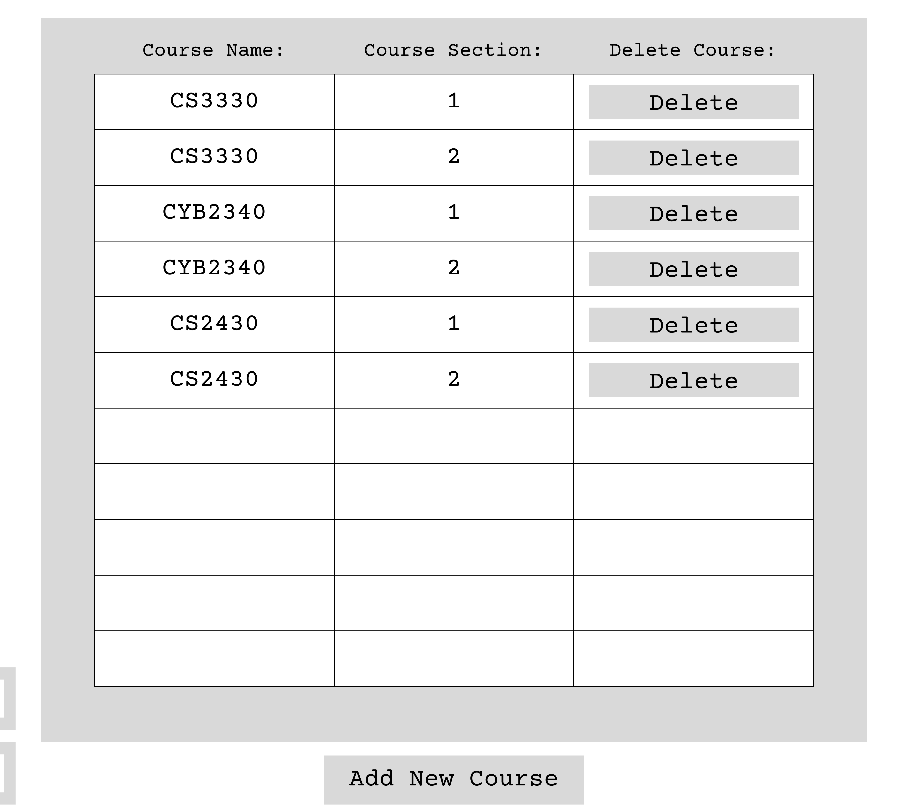 Course Name: Course Section: Delete Course:
CS3330 1 Delete
CS3330 2 Delete
CYB2340 1 Delete
CYB2340 2 Delete
CS2430 1 Delete
CS2430 2 Delete
Add New Course